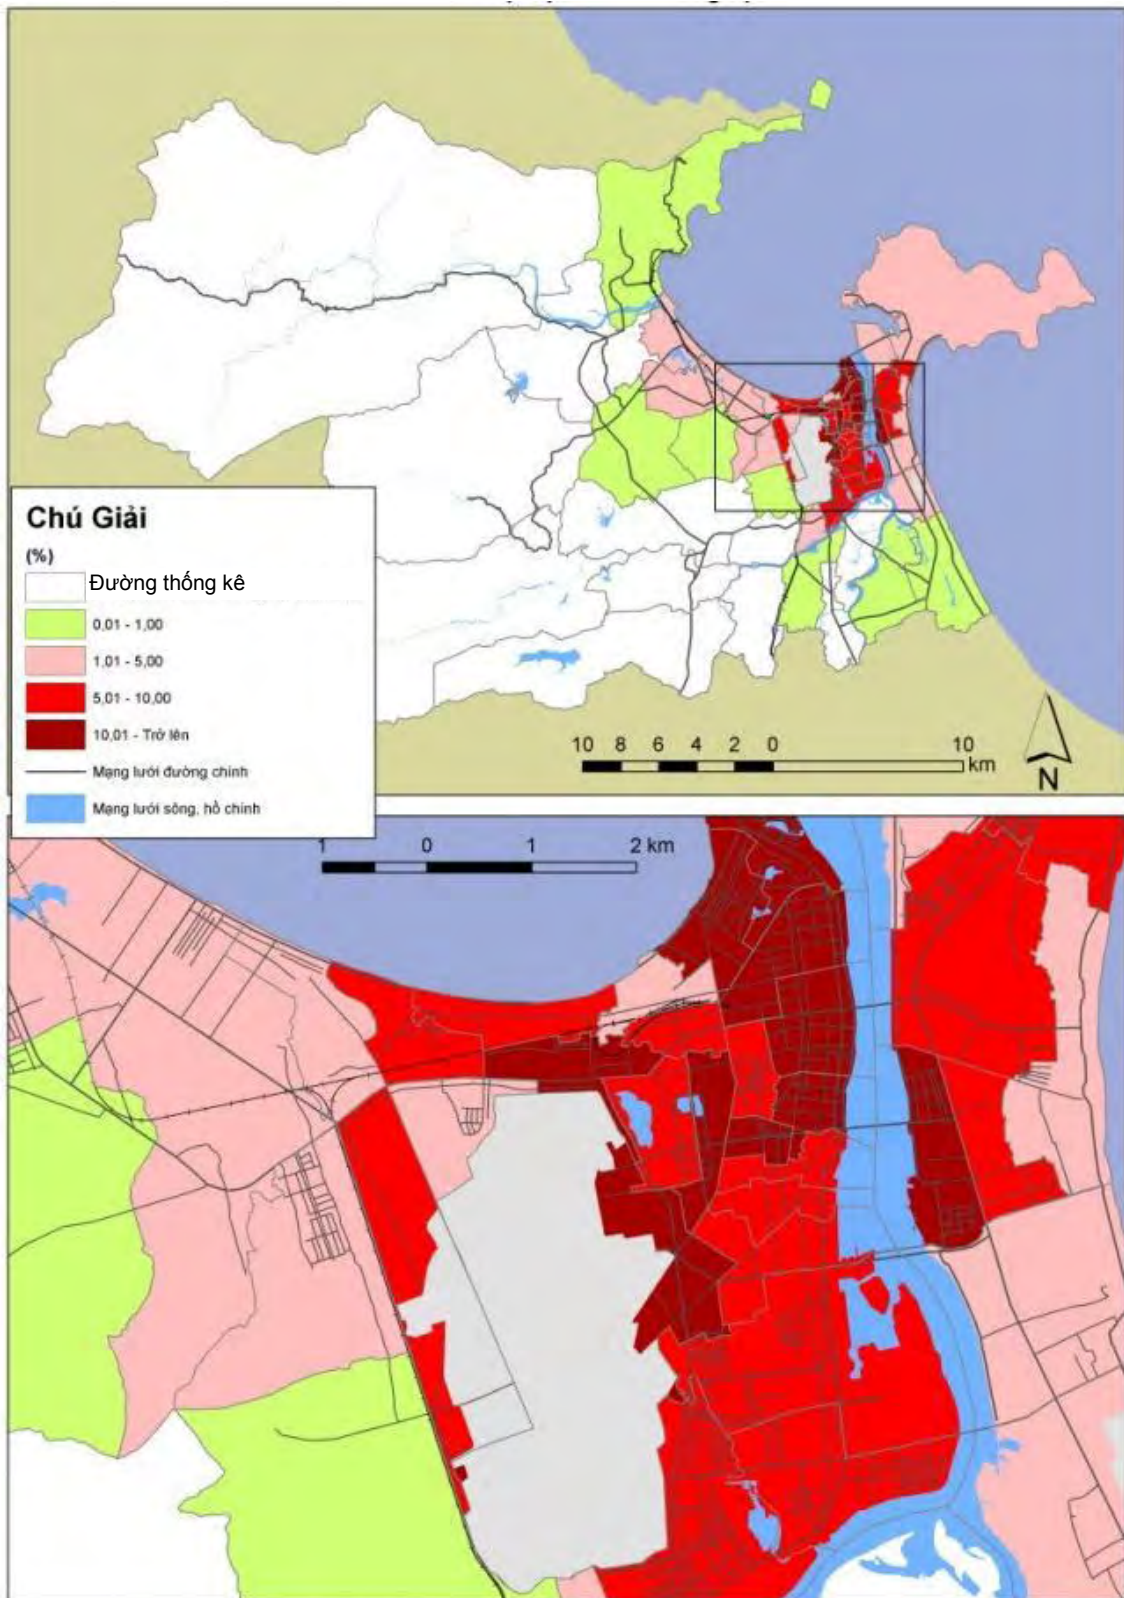 Chú Giải
(%)
Đường thống kê
0,01 - 1,00
1,01 - 5,00
5,01 - 10,00
10,01 - Trở lên
Mạng lưới đường chính
Mạng lưới sông, hồ chính
10 8 6 4 2 0 10
km
N
1 0 1 2 km